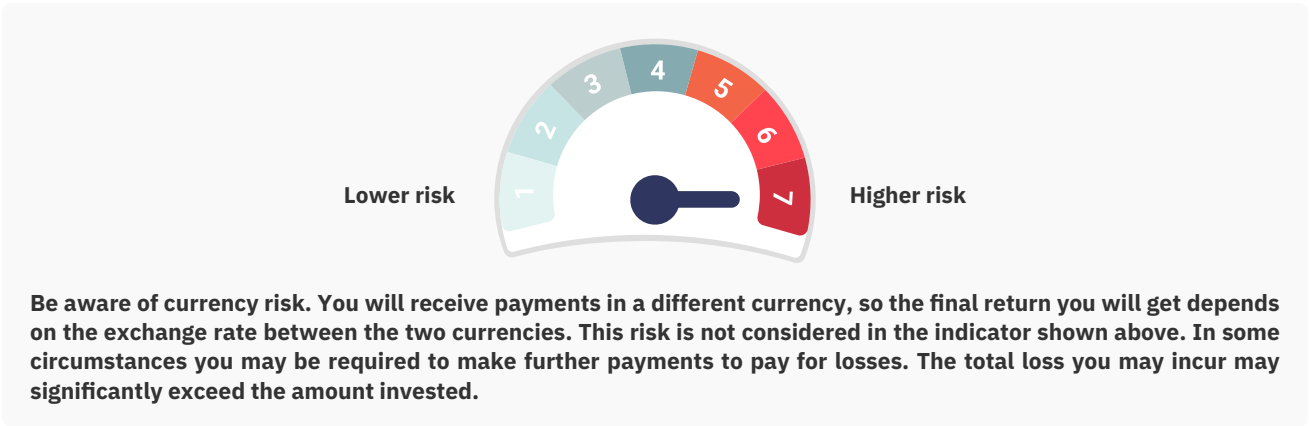 1
2
3
4
5
6
7
Lower risk
Higher risk
Be aware of currency risk. You will receive payments in a different currency, so the final return you will get depends
on the exchange rate between the two currencies. This risk is not considered in the indicator shown above. In some
circumstances you may be required to make further payments to pay for losses. The total loss you may incur may
significantly exceed the amount invested.